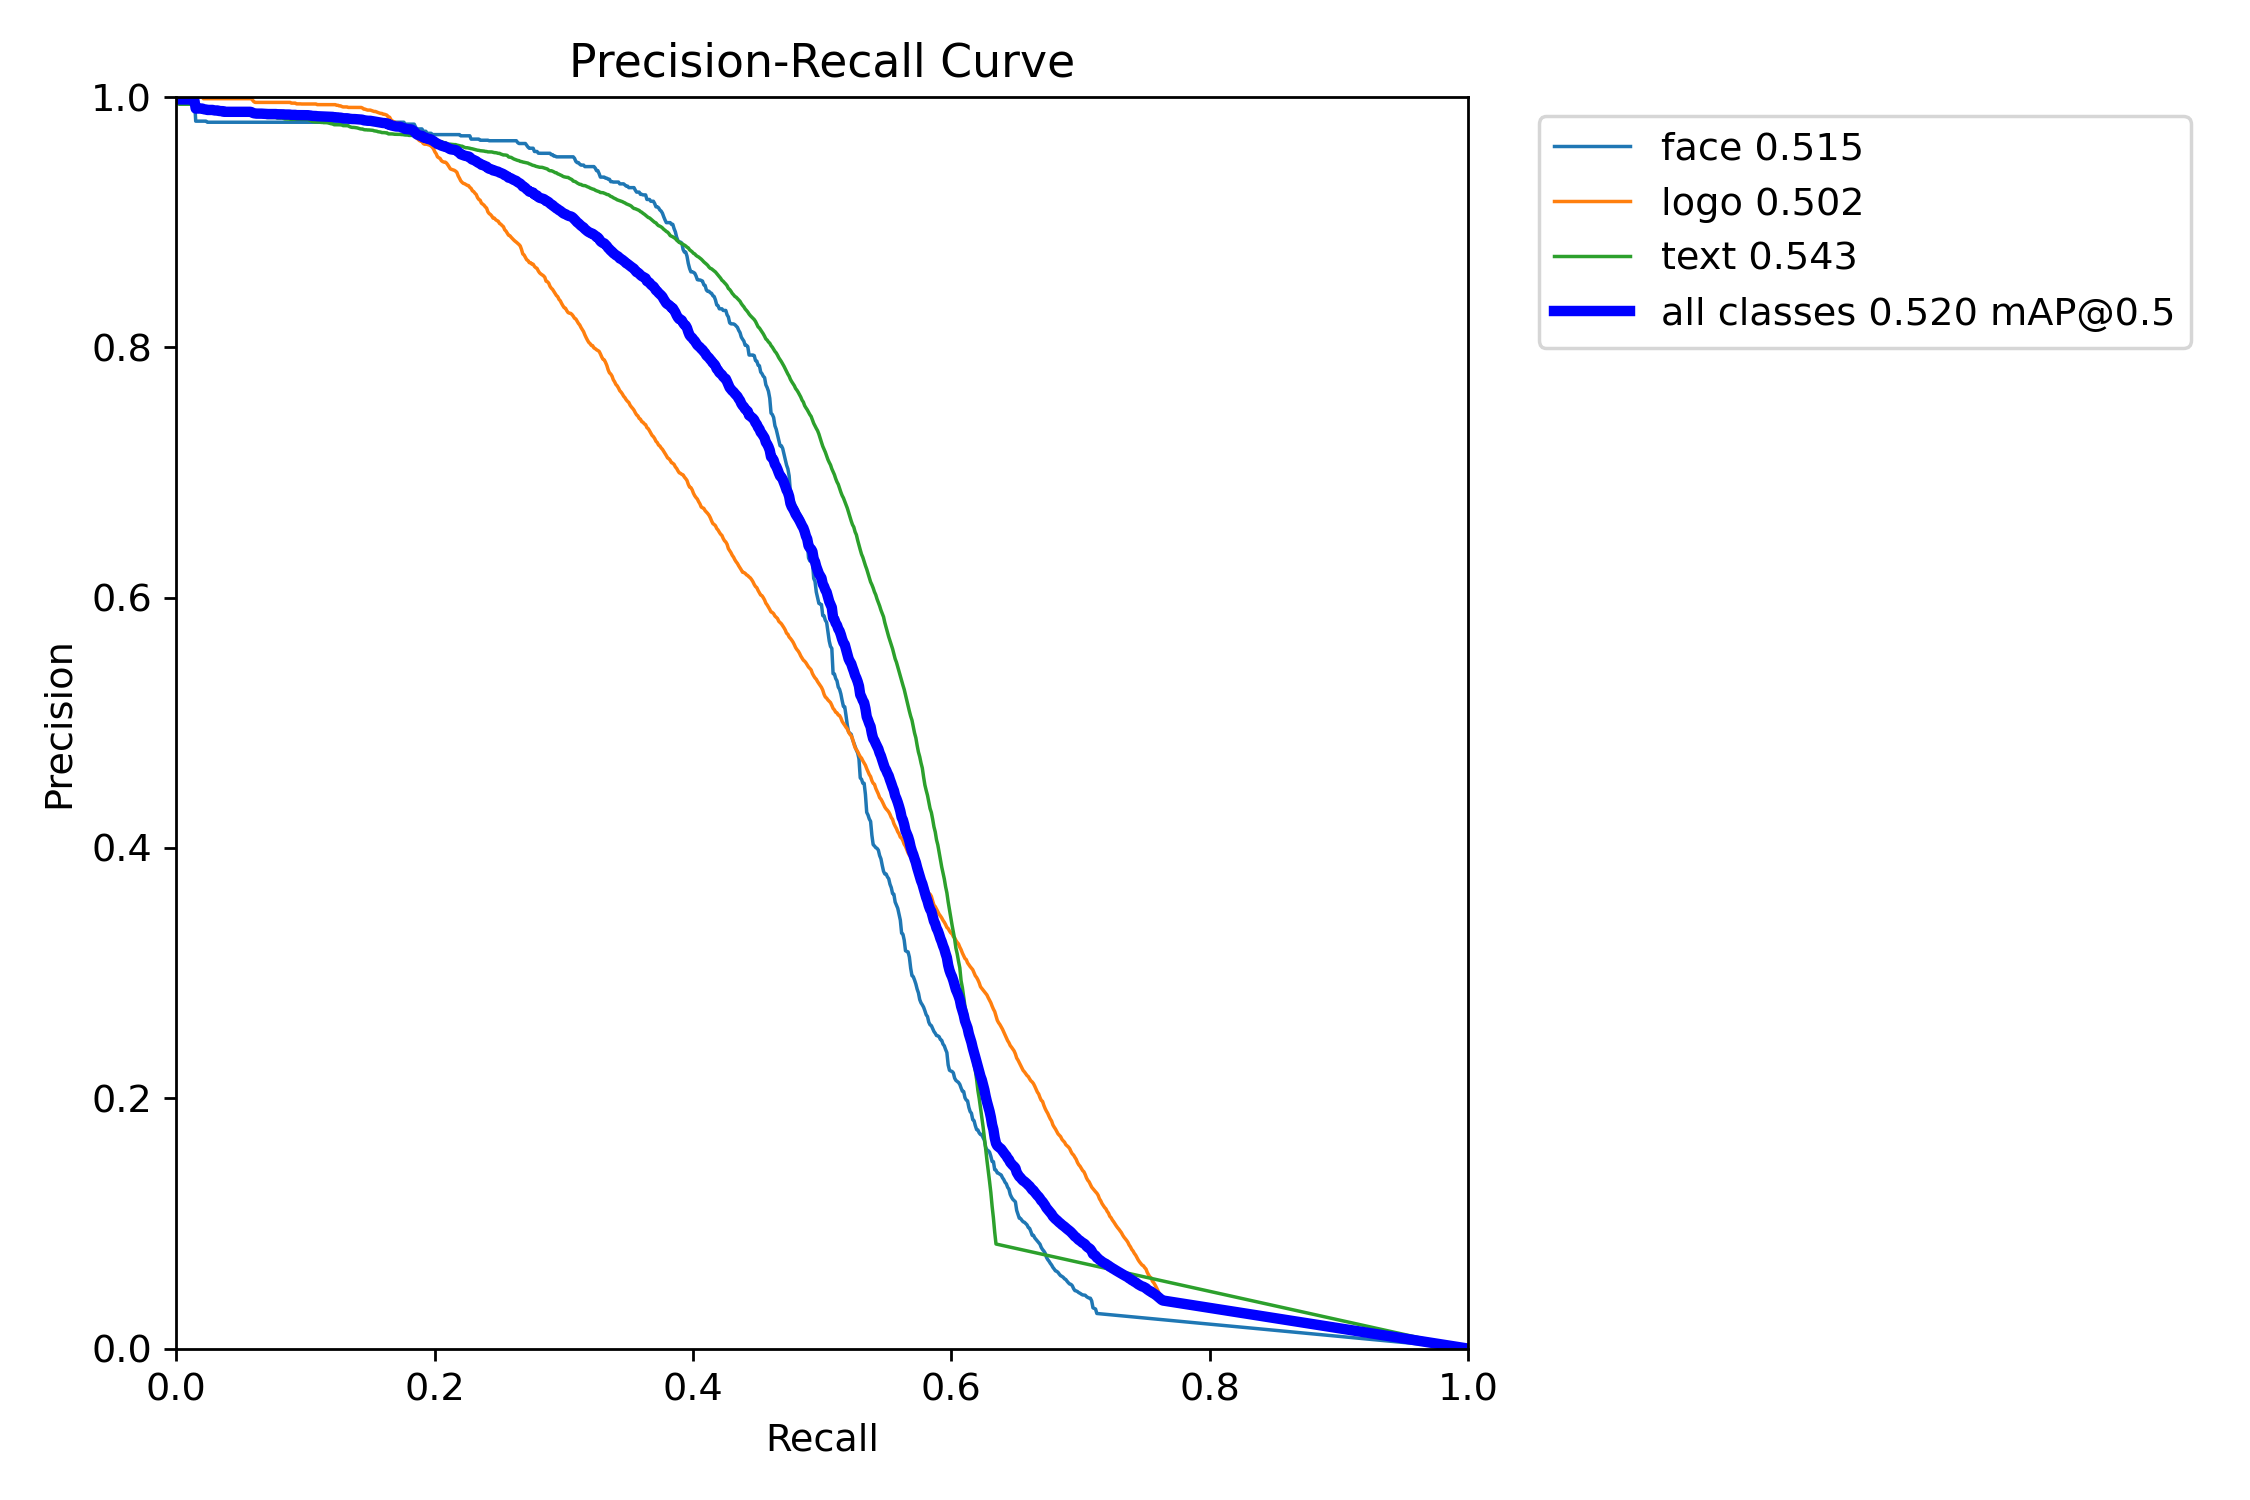 Precision-Recall Curve
1.0
0.8
0.6
0.4
0.2
0.0
Precision
0.0 0.2 0.4 0.6 0.8 1.0
Recall
face 0.515
logo 0.502
text 0.543
all classes 0.520 mAP@0.5